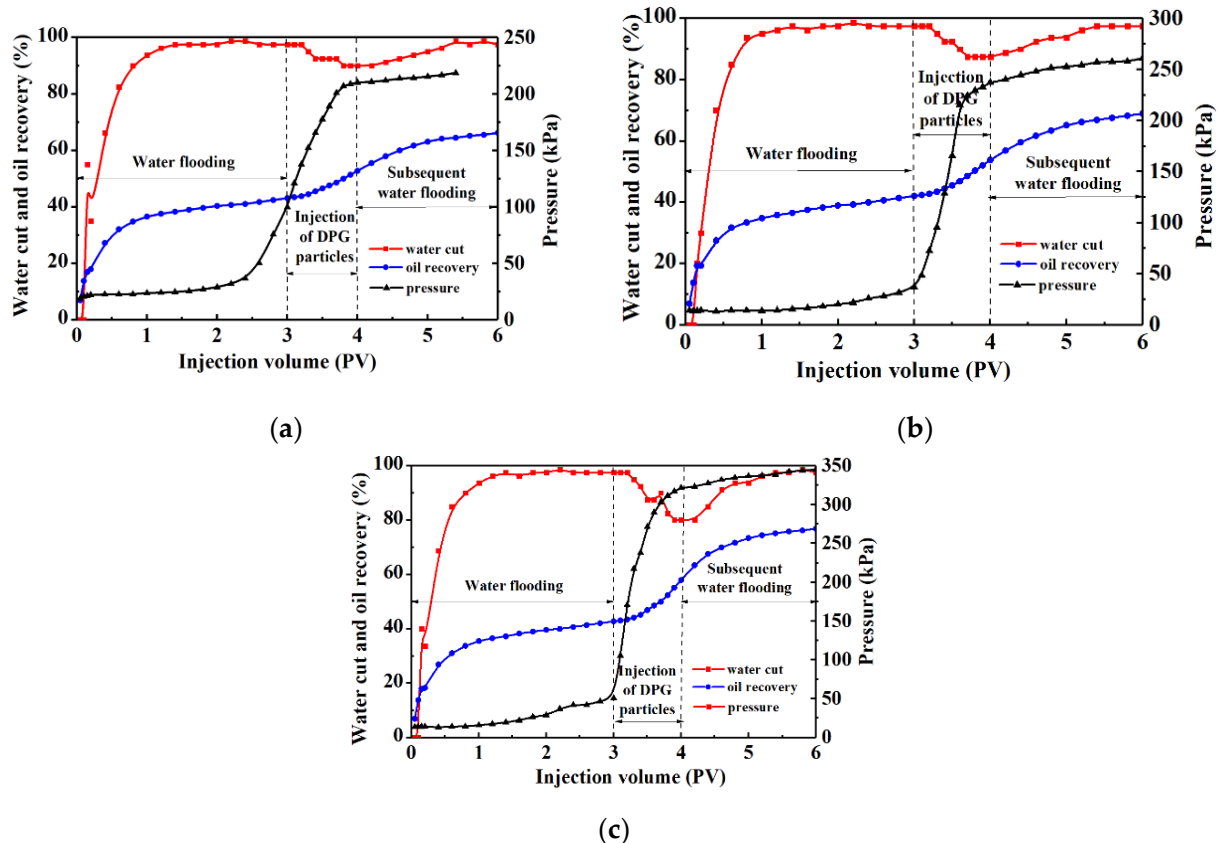 Water cut and oil recovery (%)
100
80
60
40
20
0
Water flooding
Injection
of DPG
particles
Subsequent
water flooding
water cut
oil recovery
pressure
250
200
150
100
50
0
Pressure (kPa)
0 1 2 3 4 5 6
Injection volume (PV)
(a)
Water cut and oil recovery (%)
100
80
60
40
20
0
Water flooding
Injection
of DPG
particles
Subsequent
water flooding
water cut
oil recovery
pressure
300
250
200
150
100
50
0
Pressure (kPa)
0 1 2 3 4 5 6
Injection volume (PV)
(b)
Water cut and oil recovery (%)
100
80
60
40
20
0
Water flooding
Injection
of DPG
particles
Subsequent
water flooding
water cut
oil recovery
pressure
350
300
250
200
150
100
50
0
Pressure (kPa)
0 1 2 3 4 5 6
Injection volume (PV)
(c)